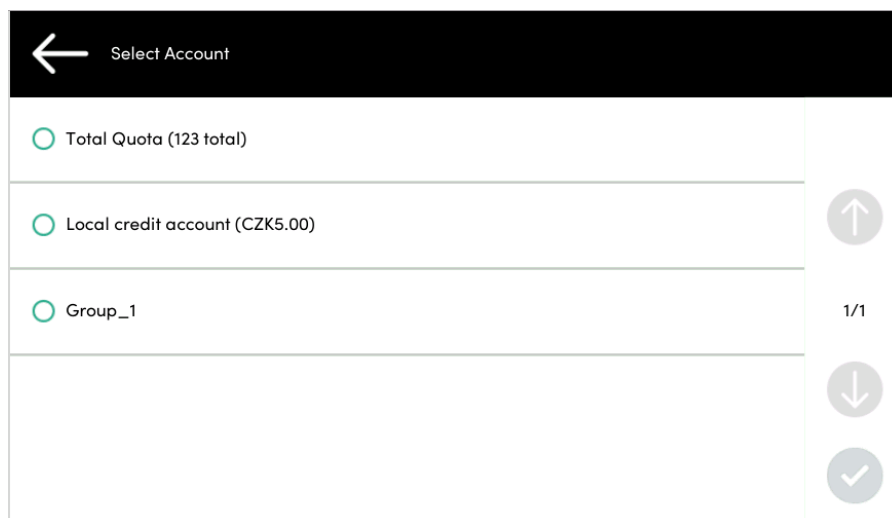 Select Account
Total Quota (123 total)
Local credit account (CZK5.00)
Group_1
1/1